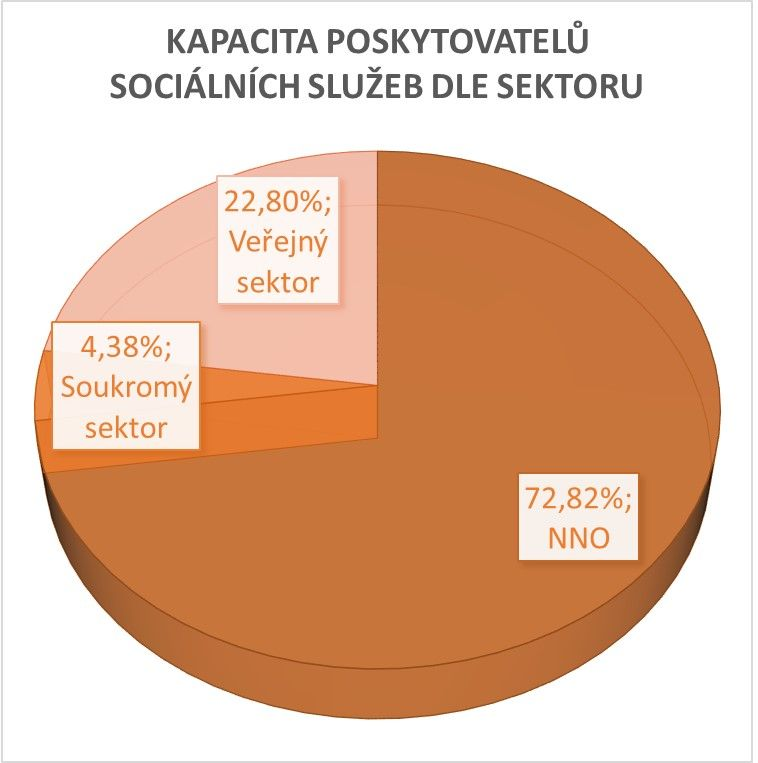 KAPACITA POSKYTOVATELŮ
SOCIÁLNÍCH SLUŽEB DLE SEKTORU
22,80%;
Veřejný
sektor
4,38%;
Soukromý
sektor
72,82%;
NNO